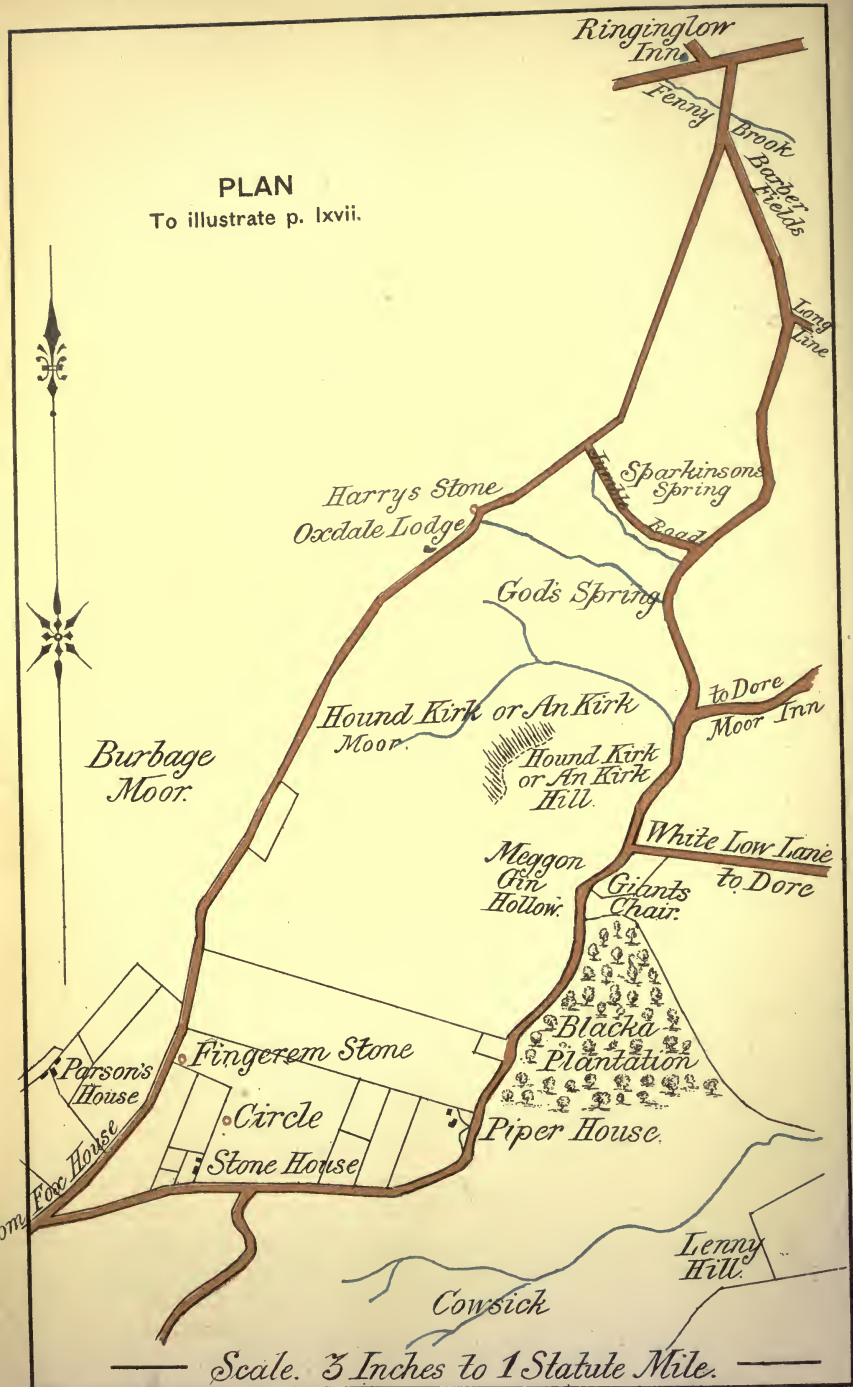 Ringinglow
Inn.
Fenny Brook
Barber
Fields
PLAN
To illustrate p. lxvii.
Long
Line
Jumble Road
Sparkinsons
Spring
Harrys Stone
Oxdale Lodge
God's Spring
to Dore
Moor Inn
Hound Kirk or An Kirk
Moor.
Hound Kirk
or An Kirk
Hill.
Burbage
Moor.
White Low Lane
to Dore
Meggon
Gin
Hollow.
Giants
Chair.
Blacka
Plantation
Fingerem Stone
Parson's
House
Circle
Piper House.
Stone House
om Fox House
Lenny
Hill.
Cowsick
Scale. 3 Inches to 1 Statute Mile.